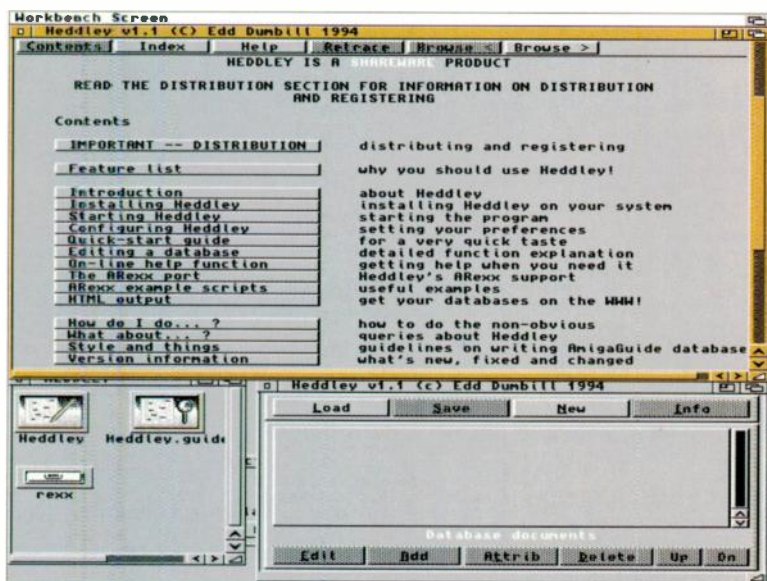 Workbench Screen
Heddley v1.1 (C) Edd Dumbill 1994
Contents Index Help Retrace Browse < Browse >
HEDDLEY IS A SHAREWARE PRODUCT
READ THE DISTRIBUTION SECTION FOR INFORMATION ON DISTRIBUTION
AND REGISTERING
Contents
IMPORTANT -- DISTRIBUTION distributing and registering
Feature list why you should use Heddley!
Introduction about Heddley
Installing Heddley installing Heddley on your system
Starting Heddley starting the program
Configuring Heddley setting your preferences
Quick-start guide for a very quick taste
Editing a database detailed function explanation
On-line help function getting help when you need it
The ARexx port Heddley's ARexx support
ARexx example scripts useful examples
HTML output get your databases on the WWW!
How do I do... ? how to do the non-obvious
What about... ? queries about Heddley
Style and things guidelines on writing AmigaGuide database
Version information what's new, fixed and changed
Heddley v1.1 (c) Edd Dumbill 1994
Load Save New Info
Heddley Heddley.guide
rexx
Database documents
Edit Add Attrib Delete Up Dn